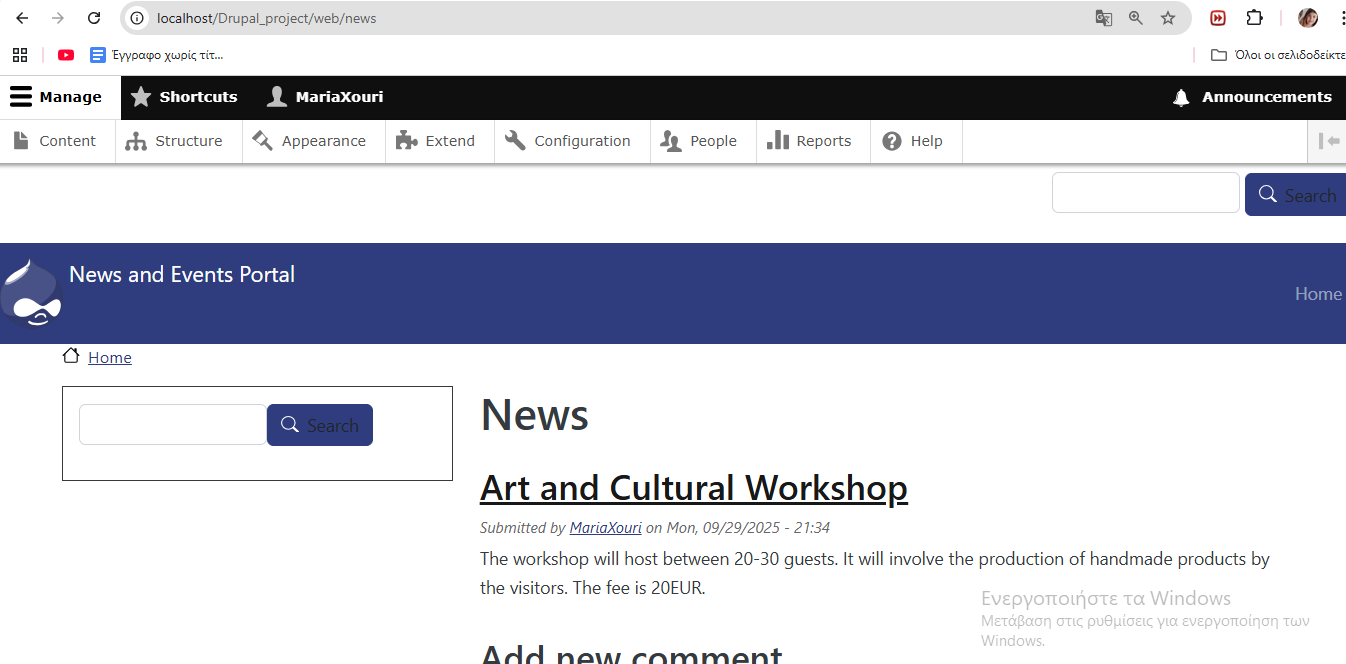 localhost/Drupal_project/web/news
Έγγραφο χωρίς τίτ...
Όλοι οι σελιδοδείκτε
Manage Shortcuts MariaXouri Announcements
Content Structure Appearance Extend Configuration People Reports Help
Search
News and Events Portal
Home
Home
Search
News
Art and Cultural Workshop
Submitted by MariaXouri on Mon, 09/29/2025 - 21:34
The workshop will host between 20-30 guests. It will involve the production of handmade products by
the visitors. The fee is 20EUR.
Ενεργοποιήστε τα Windows
Μετάβαση στις ρυθμίσεις για ενεργοποίηση των
Windows.
Add new comment